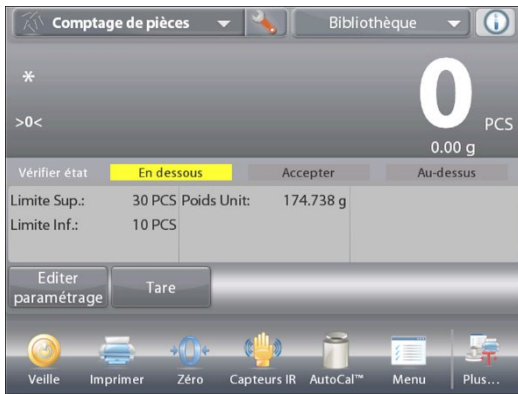 Comptage de pièces
Bibliothèque
*
>0<
0
PCS
0.00 g
Vérifier état
En dessous
Accepter
Au-dessus
Limite Sup.: 30 PCS Poids Unit: 174.738 g
Limite Inf.: 10 PCS
Editer
paramétrage
Tare
Veille
Imprimer
Zéro
Capteurs IR
AutoCal™
Menu
Plus...